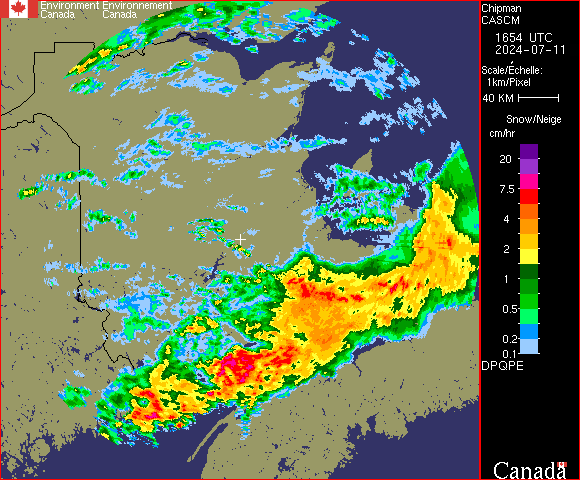 Environment Environnement
Canada Canada
Chipman
CASCM
1654 UTC
2024-07-11
Scale/Échelle:
1km/Pixel
40 KM
Snow/Neige
cm/hr
20
7.5
4
2
1
0.5
0.2
0.1
DPQPE
Canada